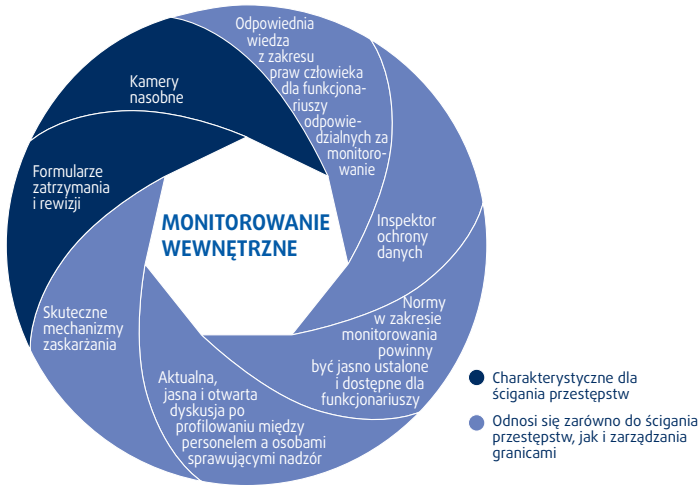 MONITOROWANIE
WEWNĘTRZNE
Odpowiednia
wiedza
z zakresu
praw człowieka
dla funkcjona-
riuszy
odpowie-
dzialnych za
monitoro-
wanie
Inspektor
ochrony
danych
Normy
w zakresie
monitorowania
powinny
być jasno ustalone
i dostępne dla
funkcjonariuszy
Aktualna,
jasna i otwarta
dyskusja po
profilowaniu między
personelem a osobami
sprawującymi nadzór
Skuteczne
mechanizmy
zaskarżania
Formularze
zatrzymania
i rewizji
Kamery
nasobne
Charakterystyczne dla
ścigania przestępstw
Odnosi się zarówno do ścigania
przestępstw, jak i zarządzania
granicami